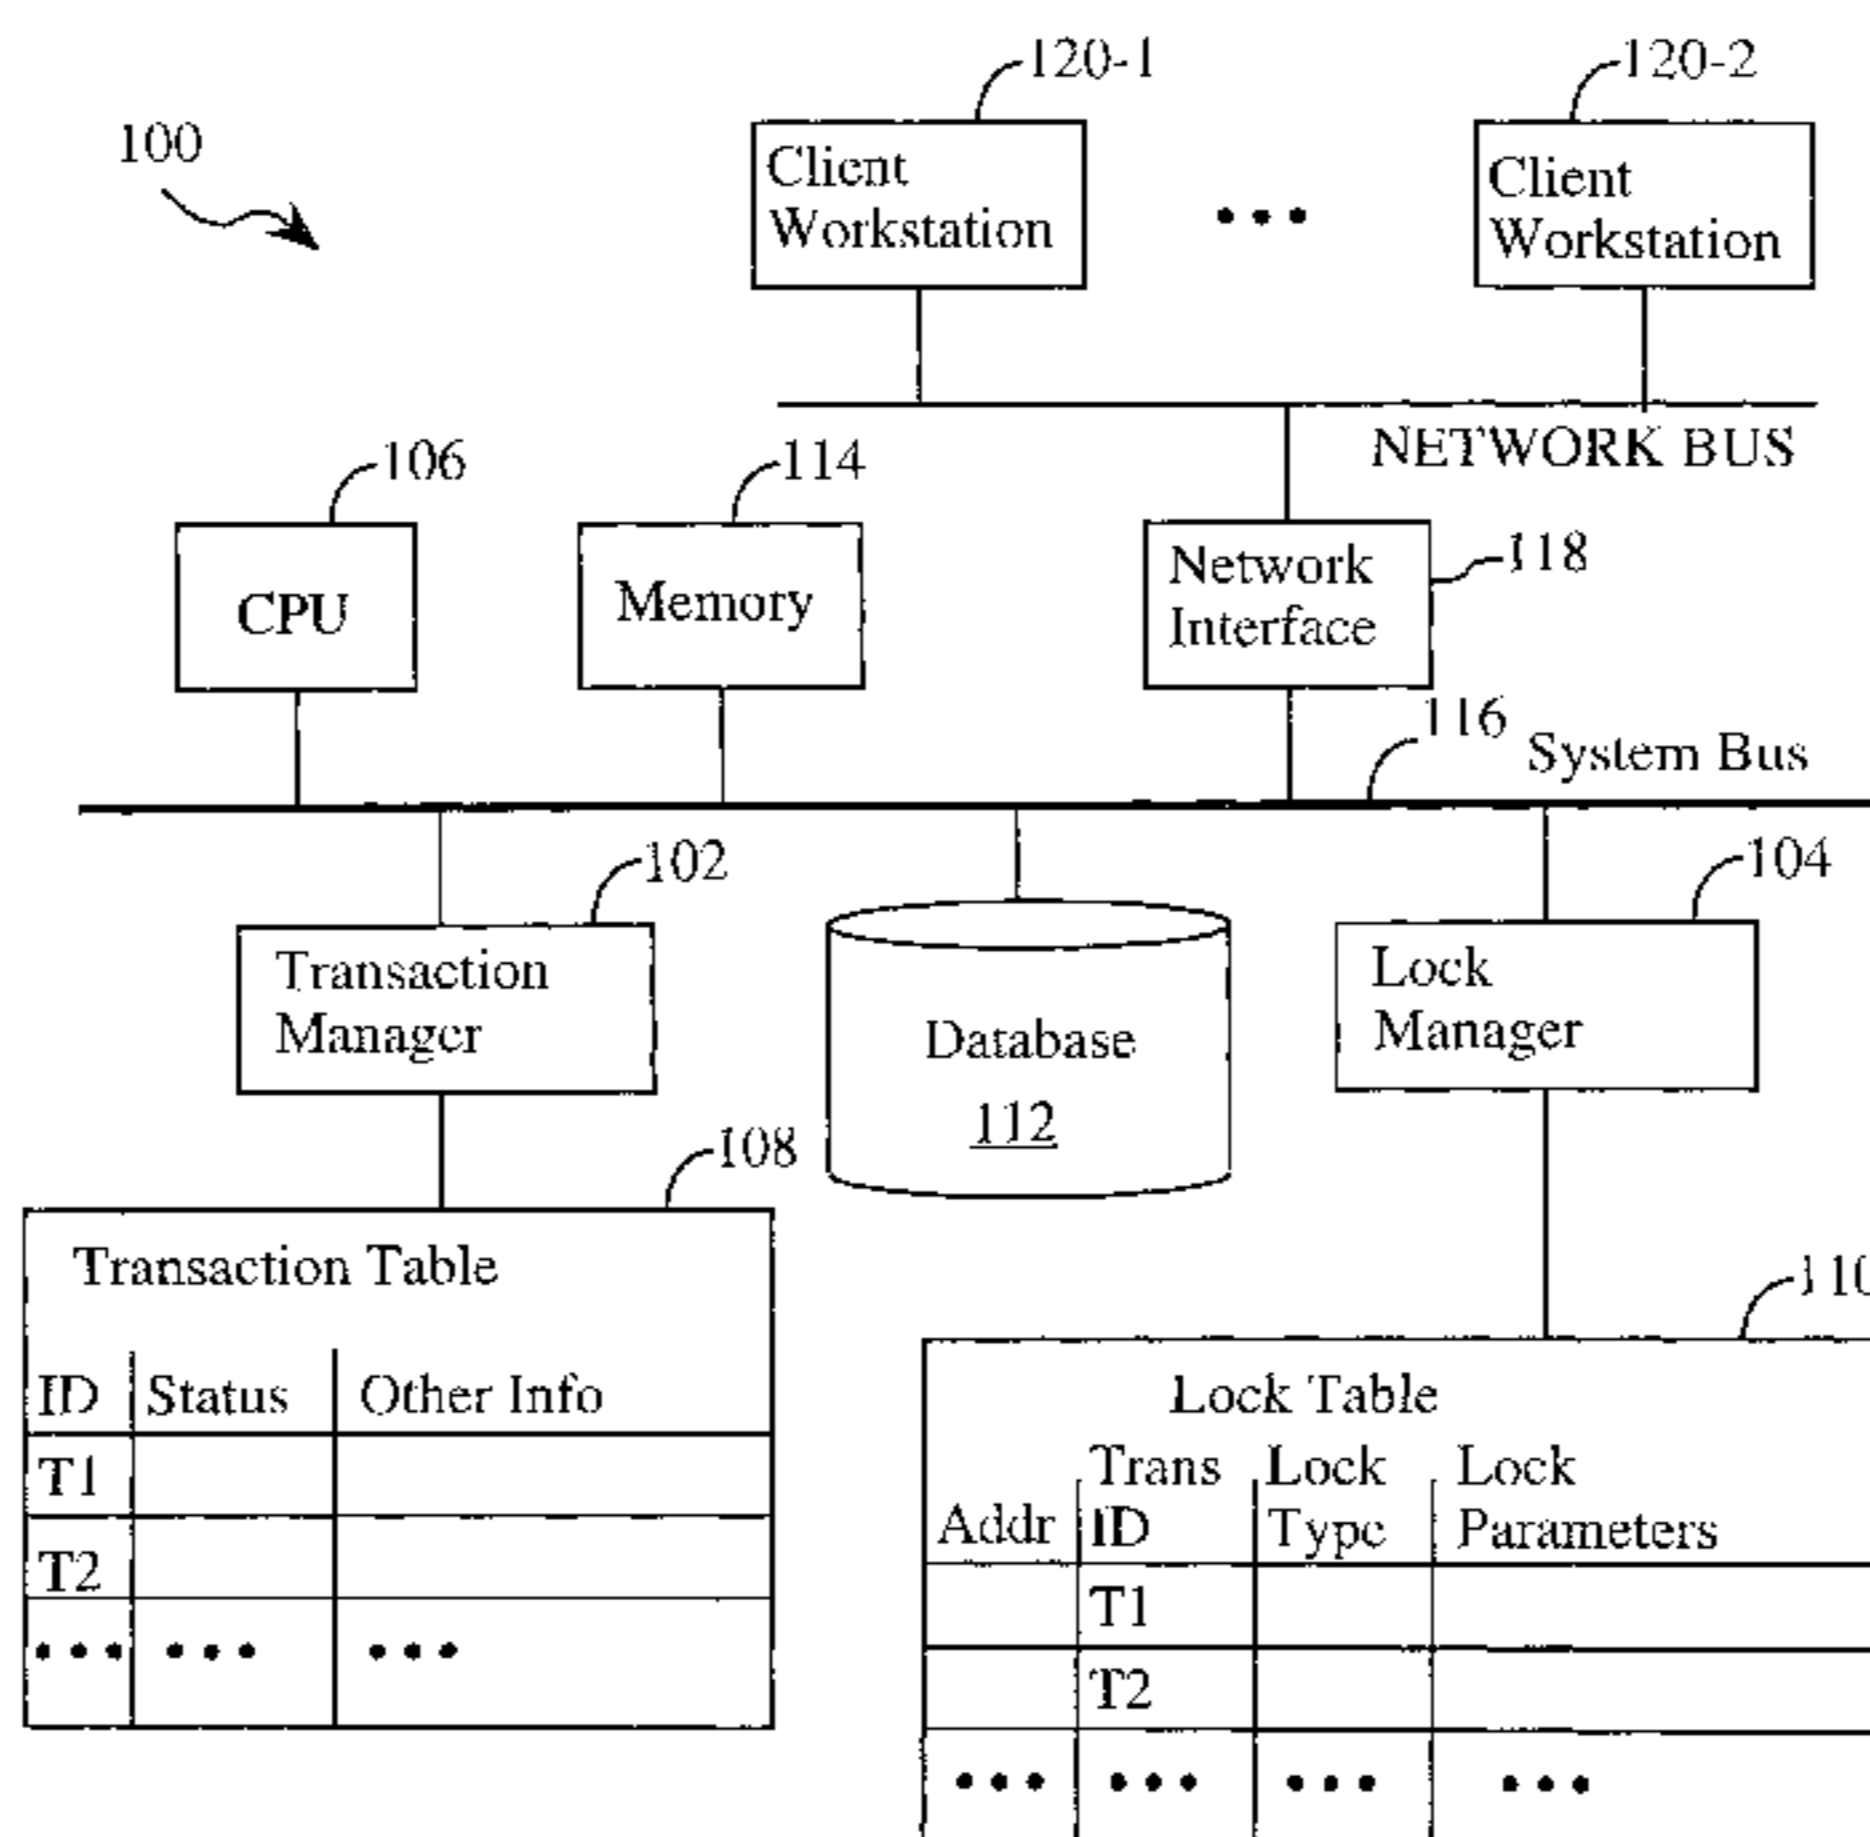 120-1
120-2
100
Client
Workstation
Client
Workstation
NETWORK BUS
106
114
118
CPU
Memory
Network
Interface
116
System Bus
102
104
Transaction
Manager
Database
112
Lock
Manager
108
110
Transaction Table
ID Status Other Info
T1
T2
Lock Table
Addr
Trans
ID
Lock
Type
Lock
Parameters
T1
T2